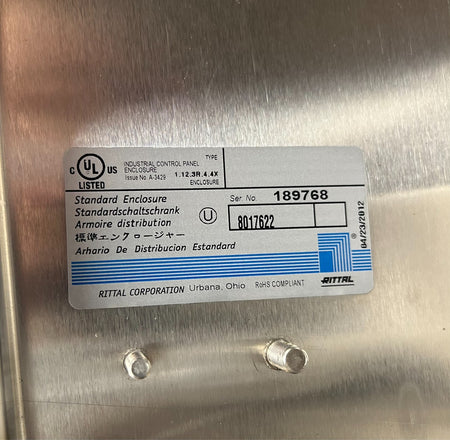 C UL US
LISTED
INDUSTRIAL CONTROL PANEL
ENCLOSURE
Issue No. A-3429
TYPE
1,12,3R,4,4X
ENCLOSURE
Standard Enclosure
Standardschaltschrank
Armoire distribution
標準エンクロージャー
Arhario De Distribucion Estandard
U
Ser No. 189768
8017622
04/23/2012
RITTAL
®
RITTAL CORPORATION Urbana, Ohio RoHS COMPLIANT